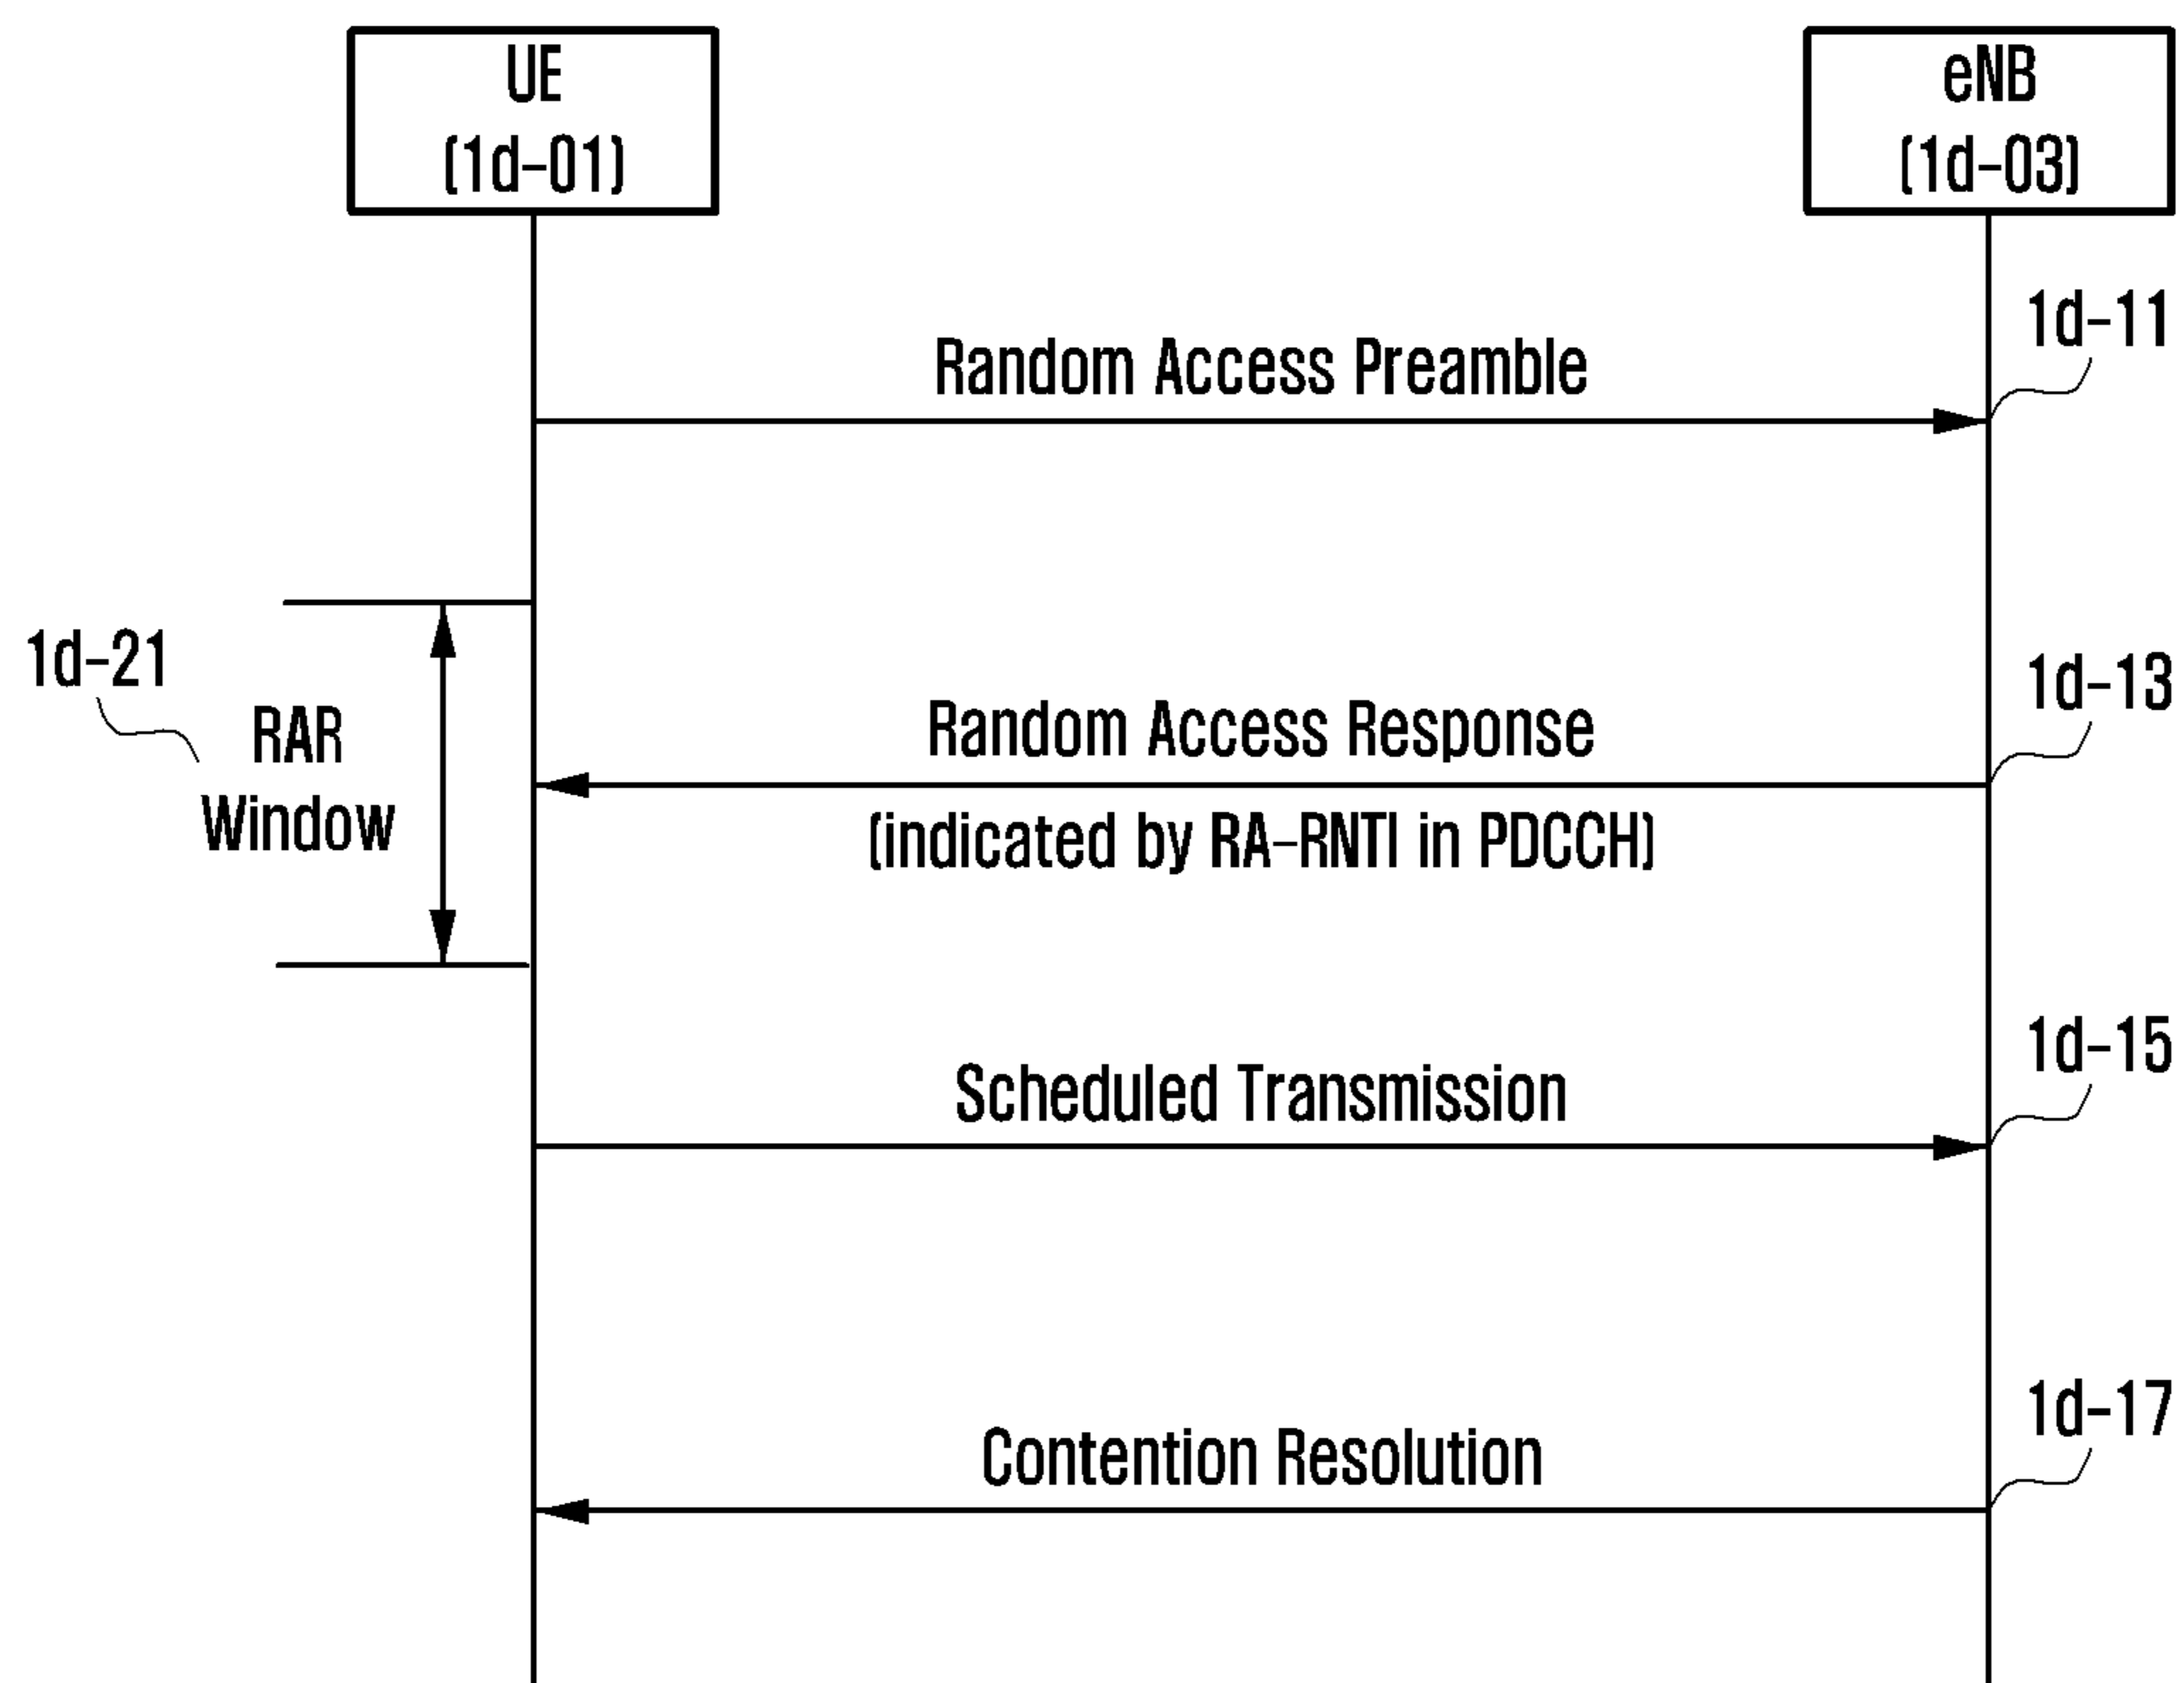 UE
(1d-01)
eNB
(1d-03)
1d-11
Random Access Preamble
1d-21
RAR
Window
1d-13
Random Access Response
(indicated by RA-RNTI in PDCCH)
1d-15
Scheduled Transmission
1d-17
Contention Resolution